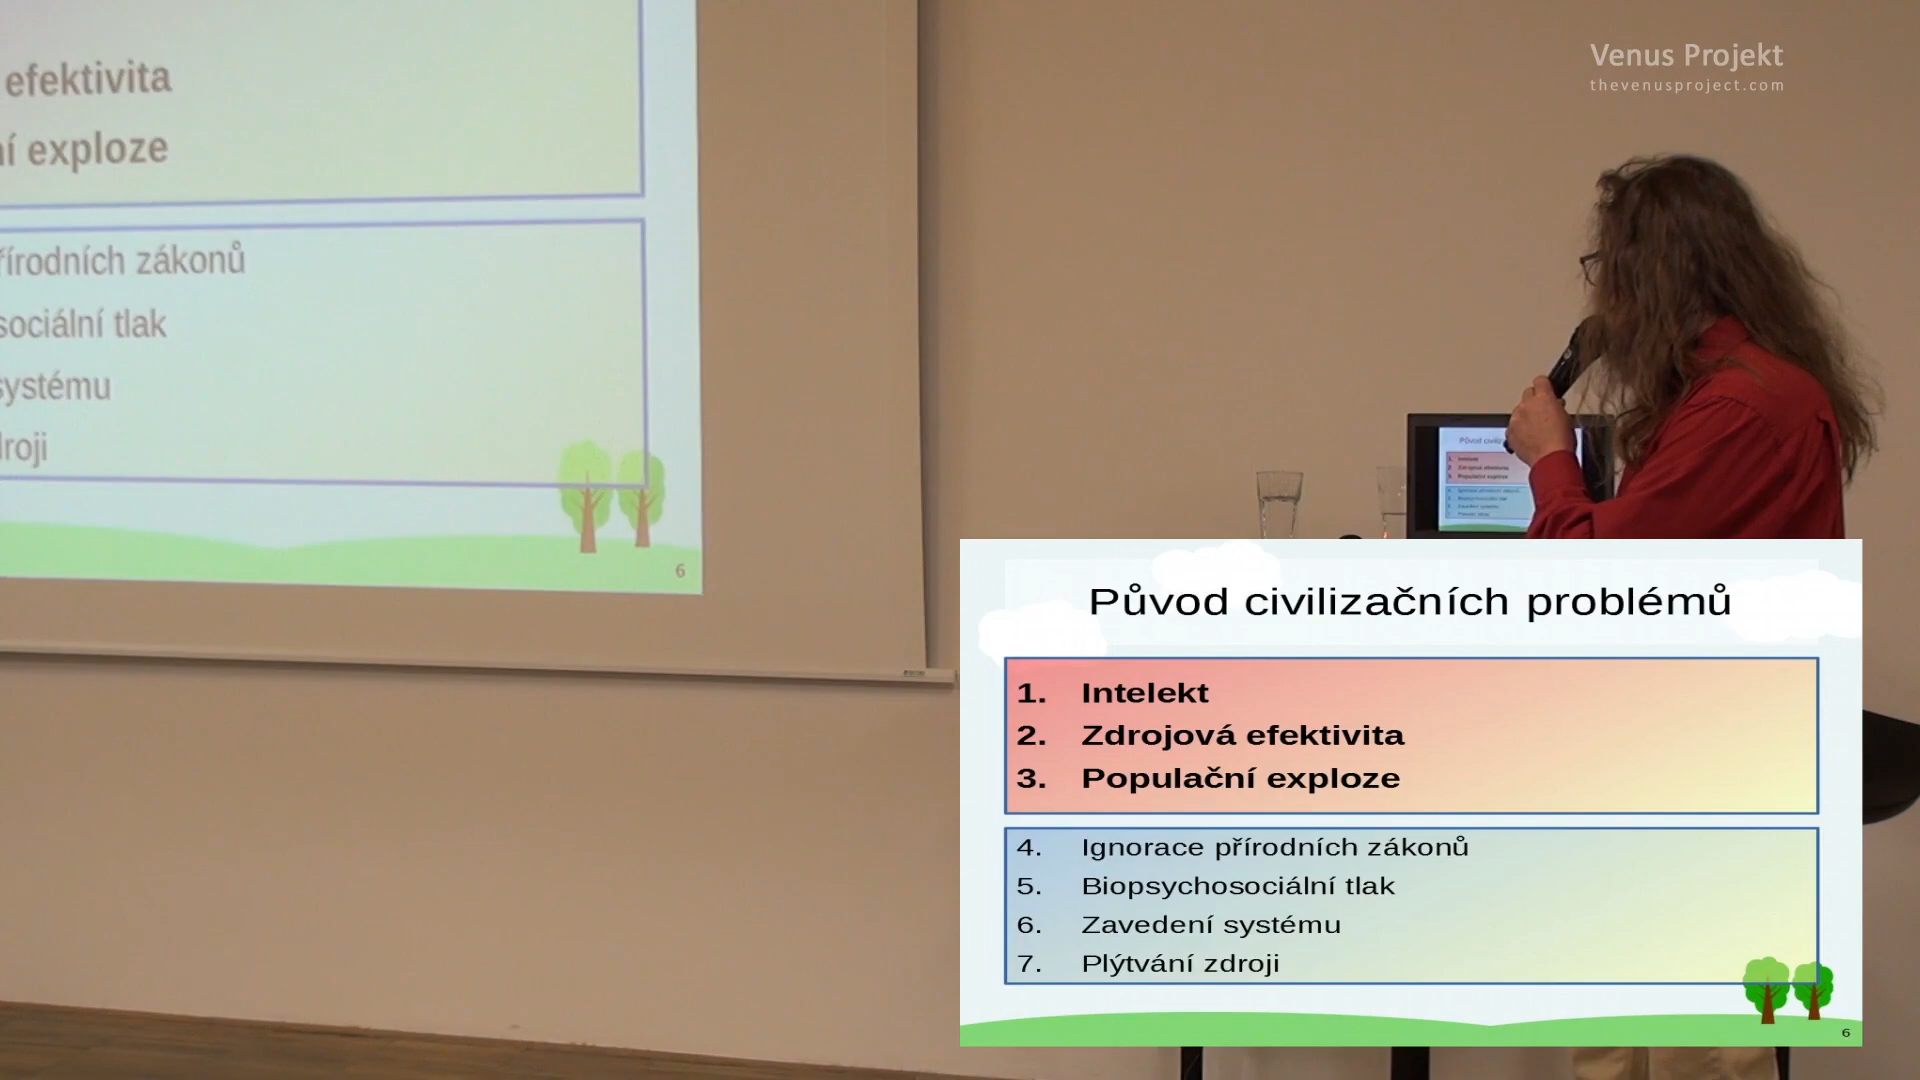 Venus Projekt
thevenusproject.com
efektivita
ní exploze
přírodních zákonů
sociální tlak
systému
droji
6
Původ civilizačních problémů
1. Intelekt
2. Zdrojová efektivita
3. Populační exploze
4. Ignorace přírodních zákonů
5. Biopsychosociální tlak
6. Zavedení systému
7. Plýtvání zdroji
6